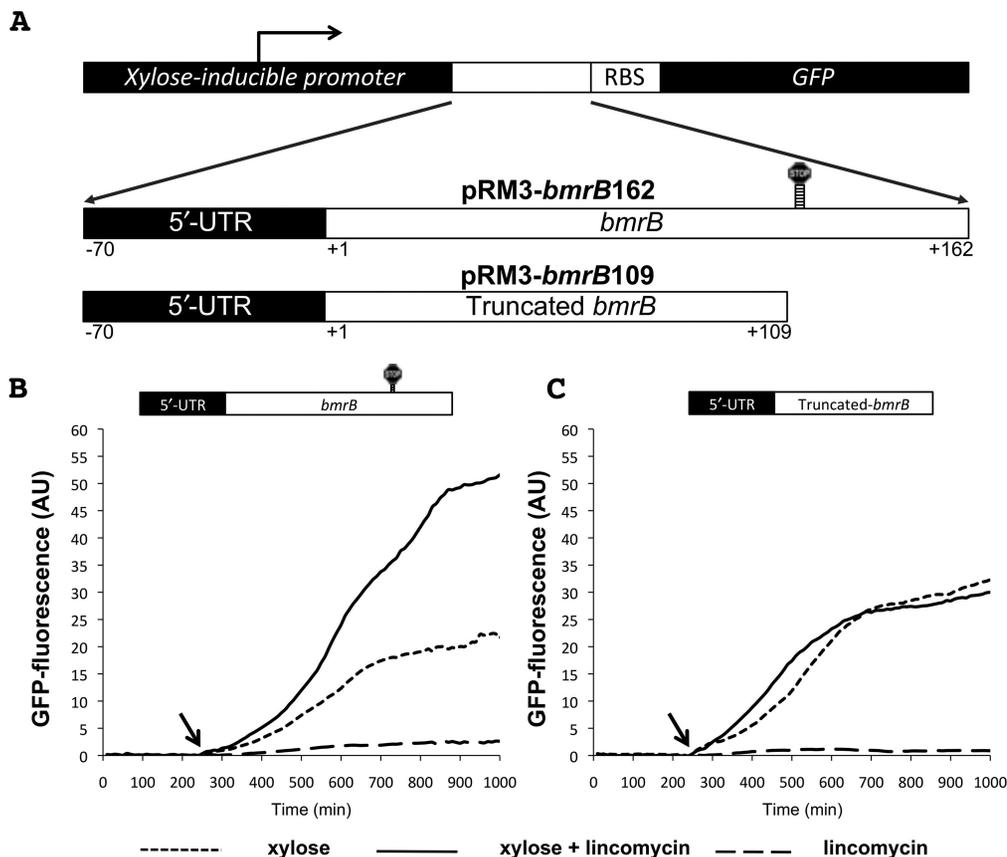 A
Xylose-inducible promoter
RBS
GFP
STOP
pRM3-bmrB162
5′-UTR
bmrB
-70
+1
+162
pRM3-bmrB109
5′-UTR
Truncated bmrB
-70
+1
+109
B
STOP
5′-UTR
bmrB
GFP-fluorescence (AU)
60
55
50
45
40
35
30
25
20
15
10
5
0
0 100 200 300 400 500 600 700 800 900 1000
Time (min)
C
5′-UTR
Truncated-bmrB
GFP-fluorescence (AU)
60
55
50
45
40
35
30
25
20
15
10
5
0
0 100 200 300 400 500 600 700 800 900 1000
Time (min)
xylose
xylose + lincomycin
lincomycin